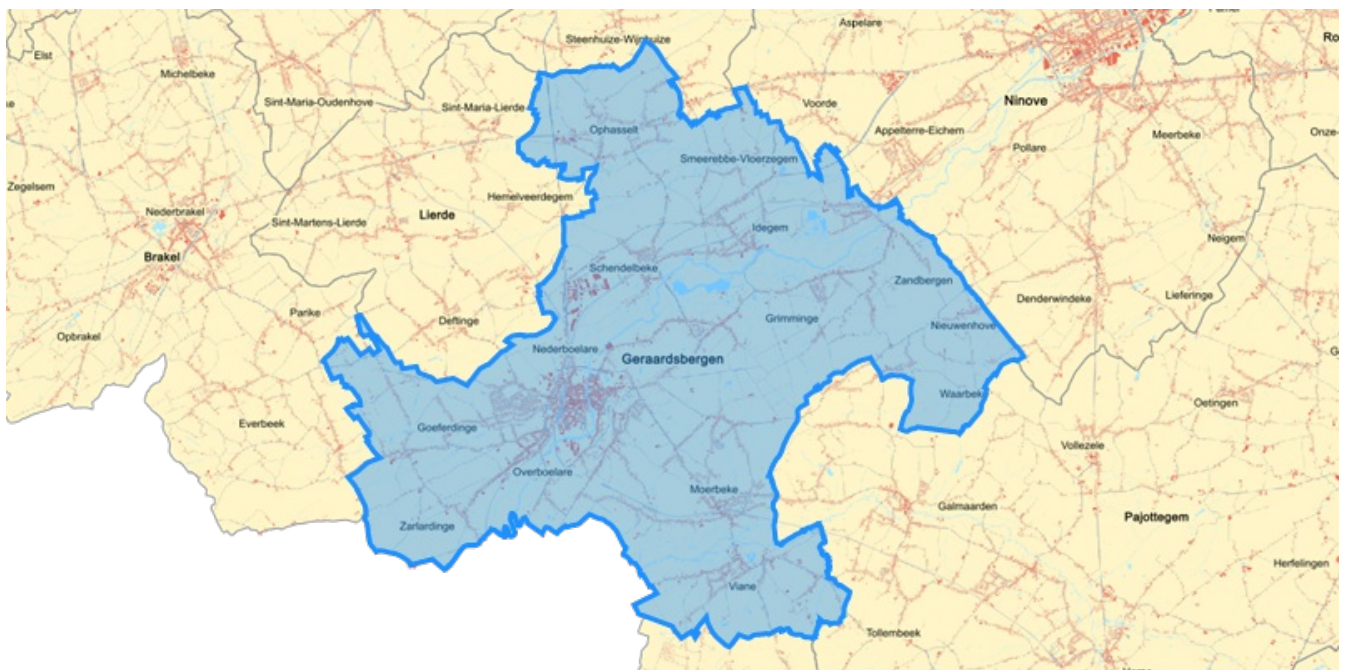 Aspelare
Steenhuize-Wijnhuize
Elst
Michelbeke
Sint-Maria-Oudenhove
Sint-Maria-Lierde
Voorde
Ninove
Ophasselt
Appelterre-Eichem
Meerbeke
Onze-
Pollare
Smeerebbe-Vloerzegem
Zegelsem
Hemelveerdegem
Nederbrakel
Lierde
Sint-Martens-Lierde
Idegem
Neigem
Brakel
Schendelbeke
Zandbergen
Denderwindeke
Lieferinge
Parike
Deftinge
Grimminge
Nieuwenhove
Opbrakel
Nederboelare
Geraardsbergen
Waarbek
Oetingen
Everbeek
Goeferdinge
Vollezele
Overboelare
Moerbeke
Galmaarden
Pajottegem
Zarlardinge
Herfelingen
Viane
Tollembeek